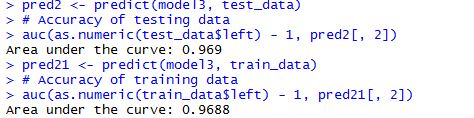 > pred2 <- predict(model3, test_data)
> # Accuracy of testing data
> auc(as.numeric(test_data$left) - 1, pred2[, 2])
Area under the curve: 0.969
> pred21 <- predict(model3, train_data)
> # Accuracy of training data
> auc(as.numeric(train_data$left) - 1, pred21[, 2])
Area under the curve: 0.9688